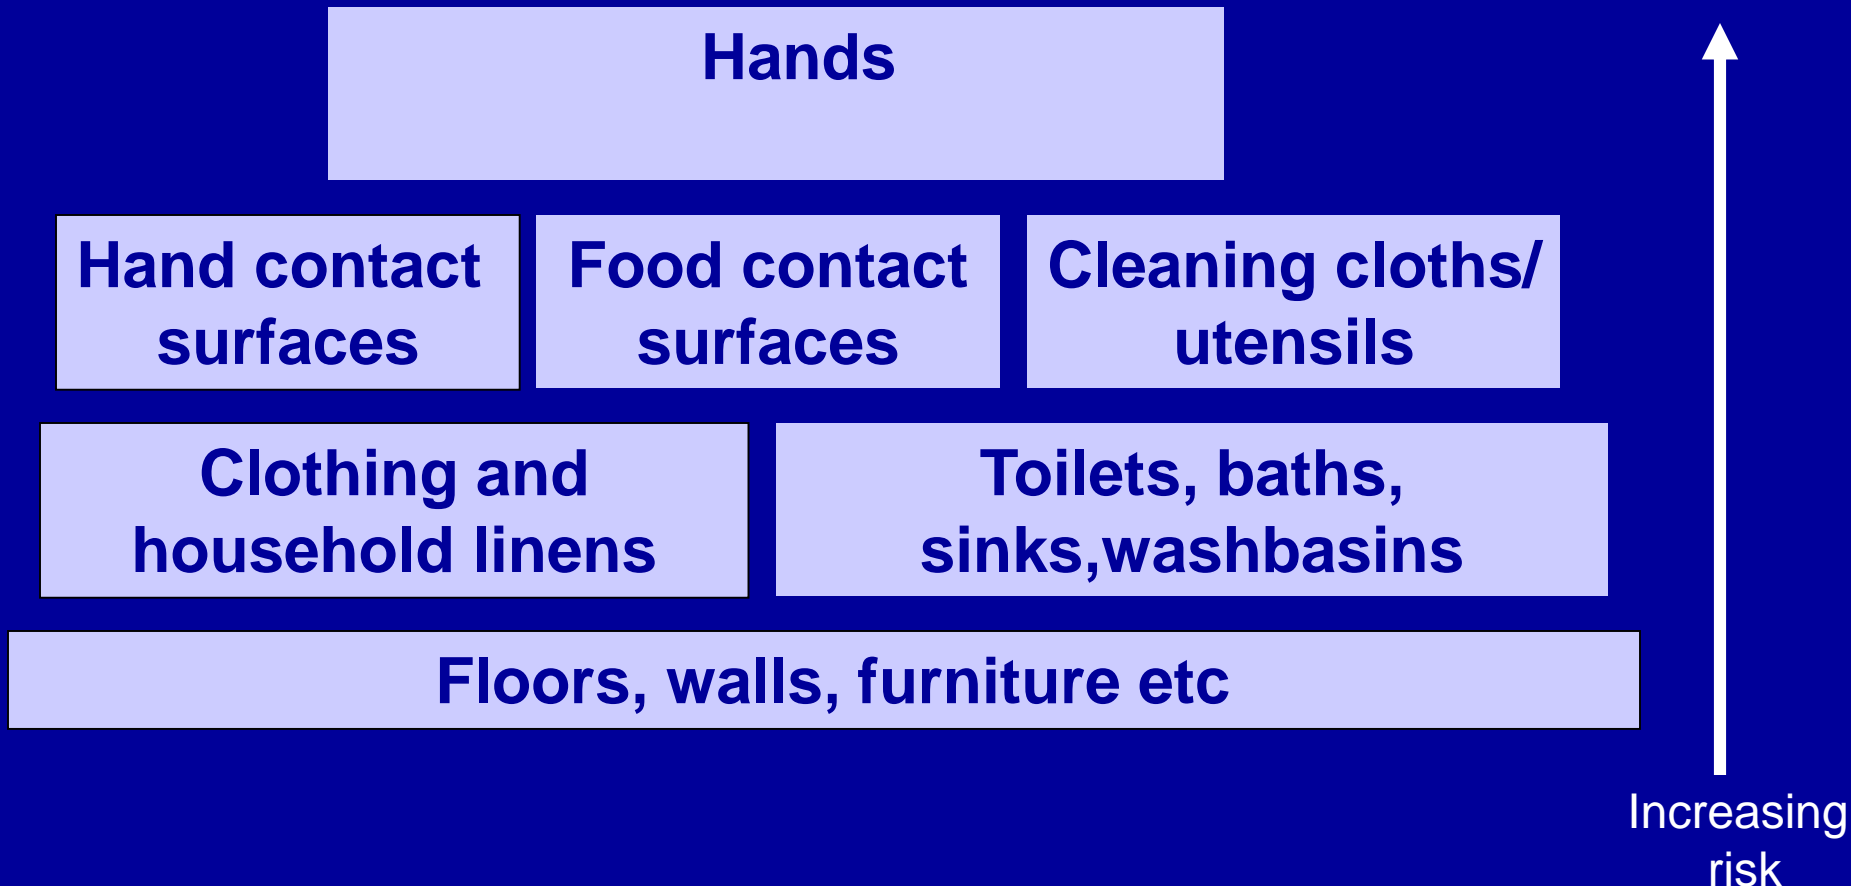 Hands
Hand contact
surfaces
Food contact
surfaces
Cleaning cloths/
utensils
Clothing and
household linens
Toilets, baths,
sinks,washbasins
Floors, walls, furniture etc
Increasing
risk